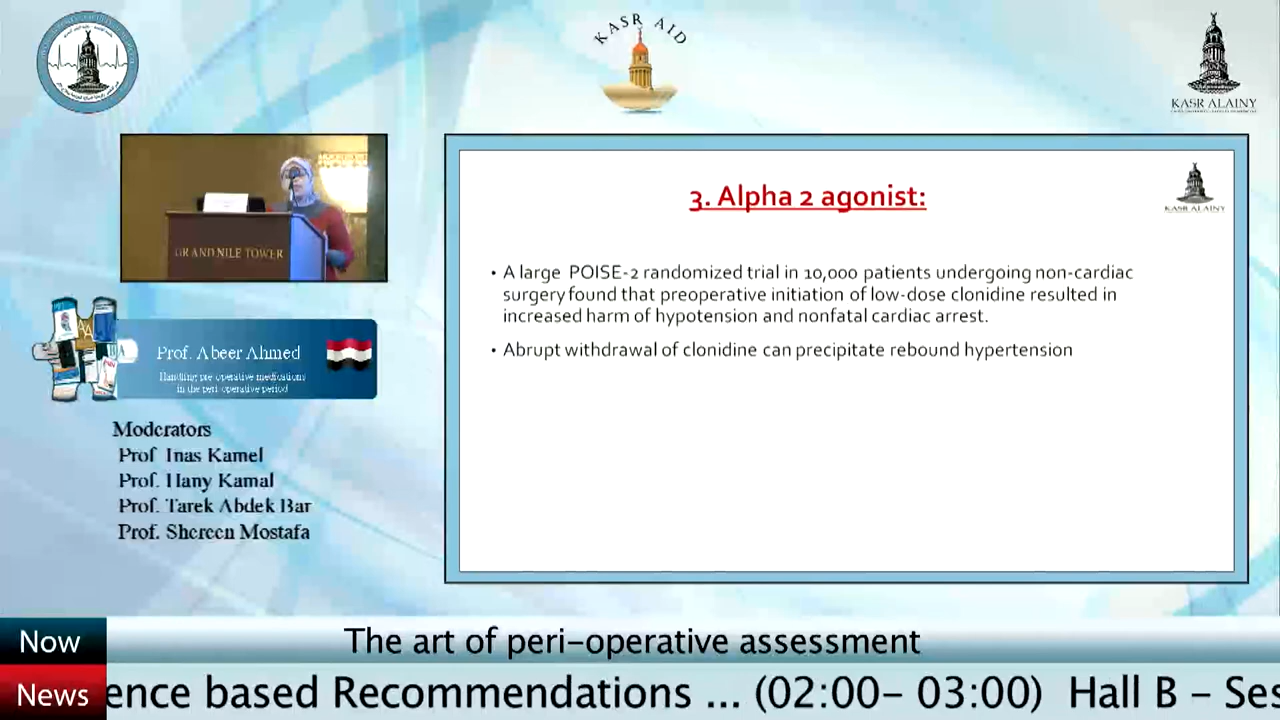 KASR AID
KASR ALAINY
GRAND NILE TOWER
Prof. Abeer Ahmed
Handling pre operative medications
in the peri operative period
Moderators
Prof. Inas Kamel
Prof. Hany Kamal
Prof. Tarek Abdek Bar
Prof. Shereen Mostafa
KASR ALAINY
3. Alpha 2 agonist:
• A large POISE-2 randomized trial in 10,000 patients undergoing non-cardiac
surgery found that preoperative initiation of low-dose clonidine resulted in
increased harm of hypotension and nonfatal cardiac arrest.
• Abrupt withdrawal of clonidine can precipitate rebound hypertension
Now
The art of peri-operative assessment
News
ence based Recommendations ... (02:00- 03:00) Hall B - Ses